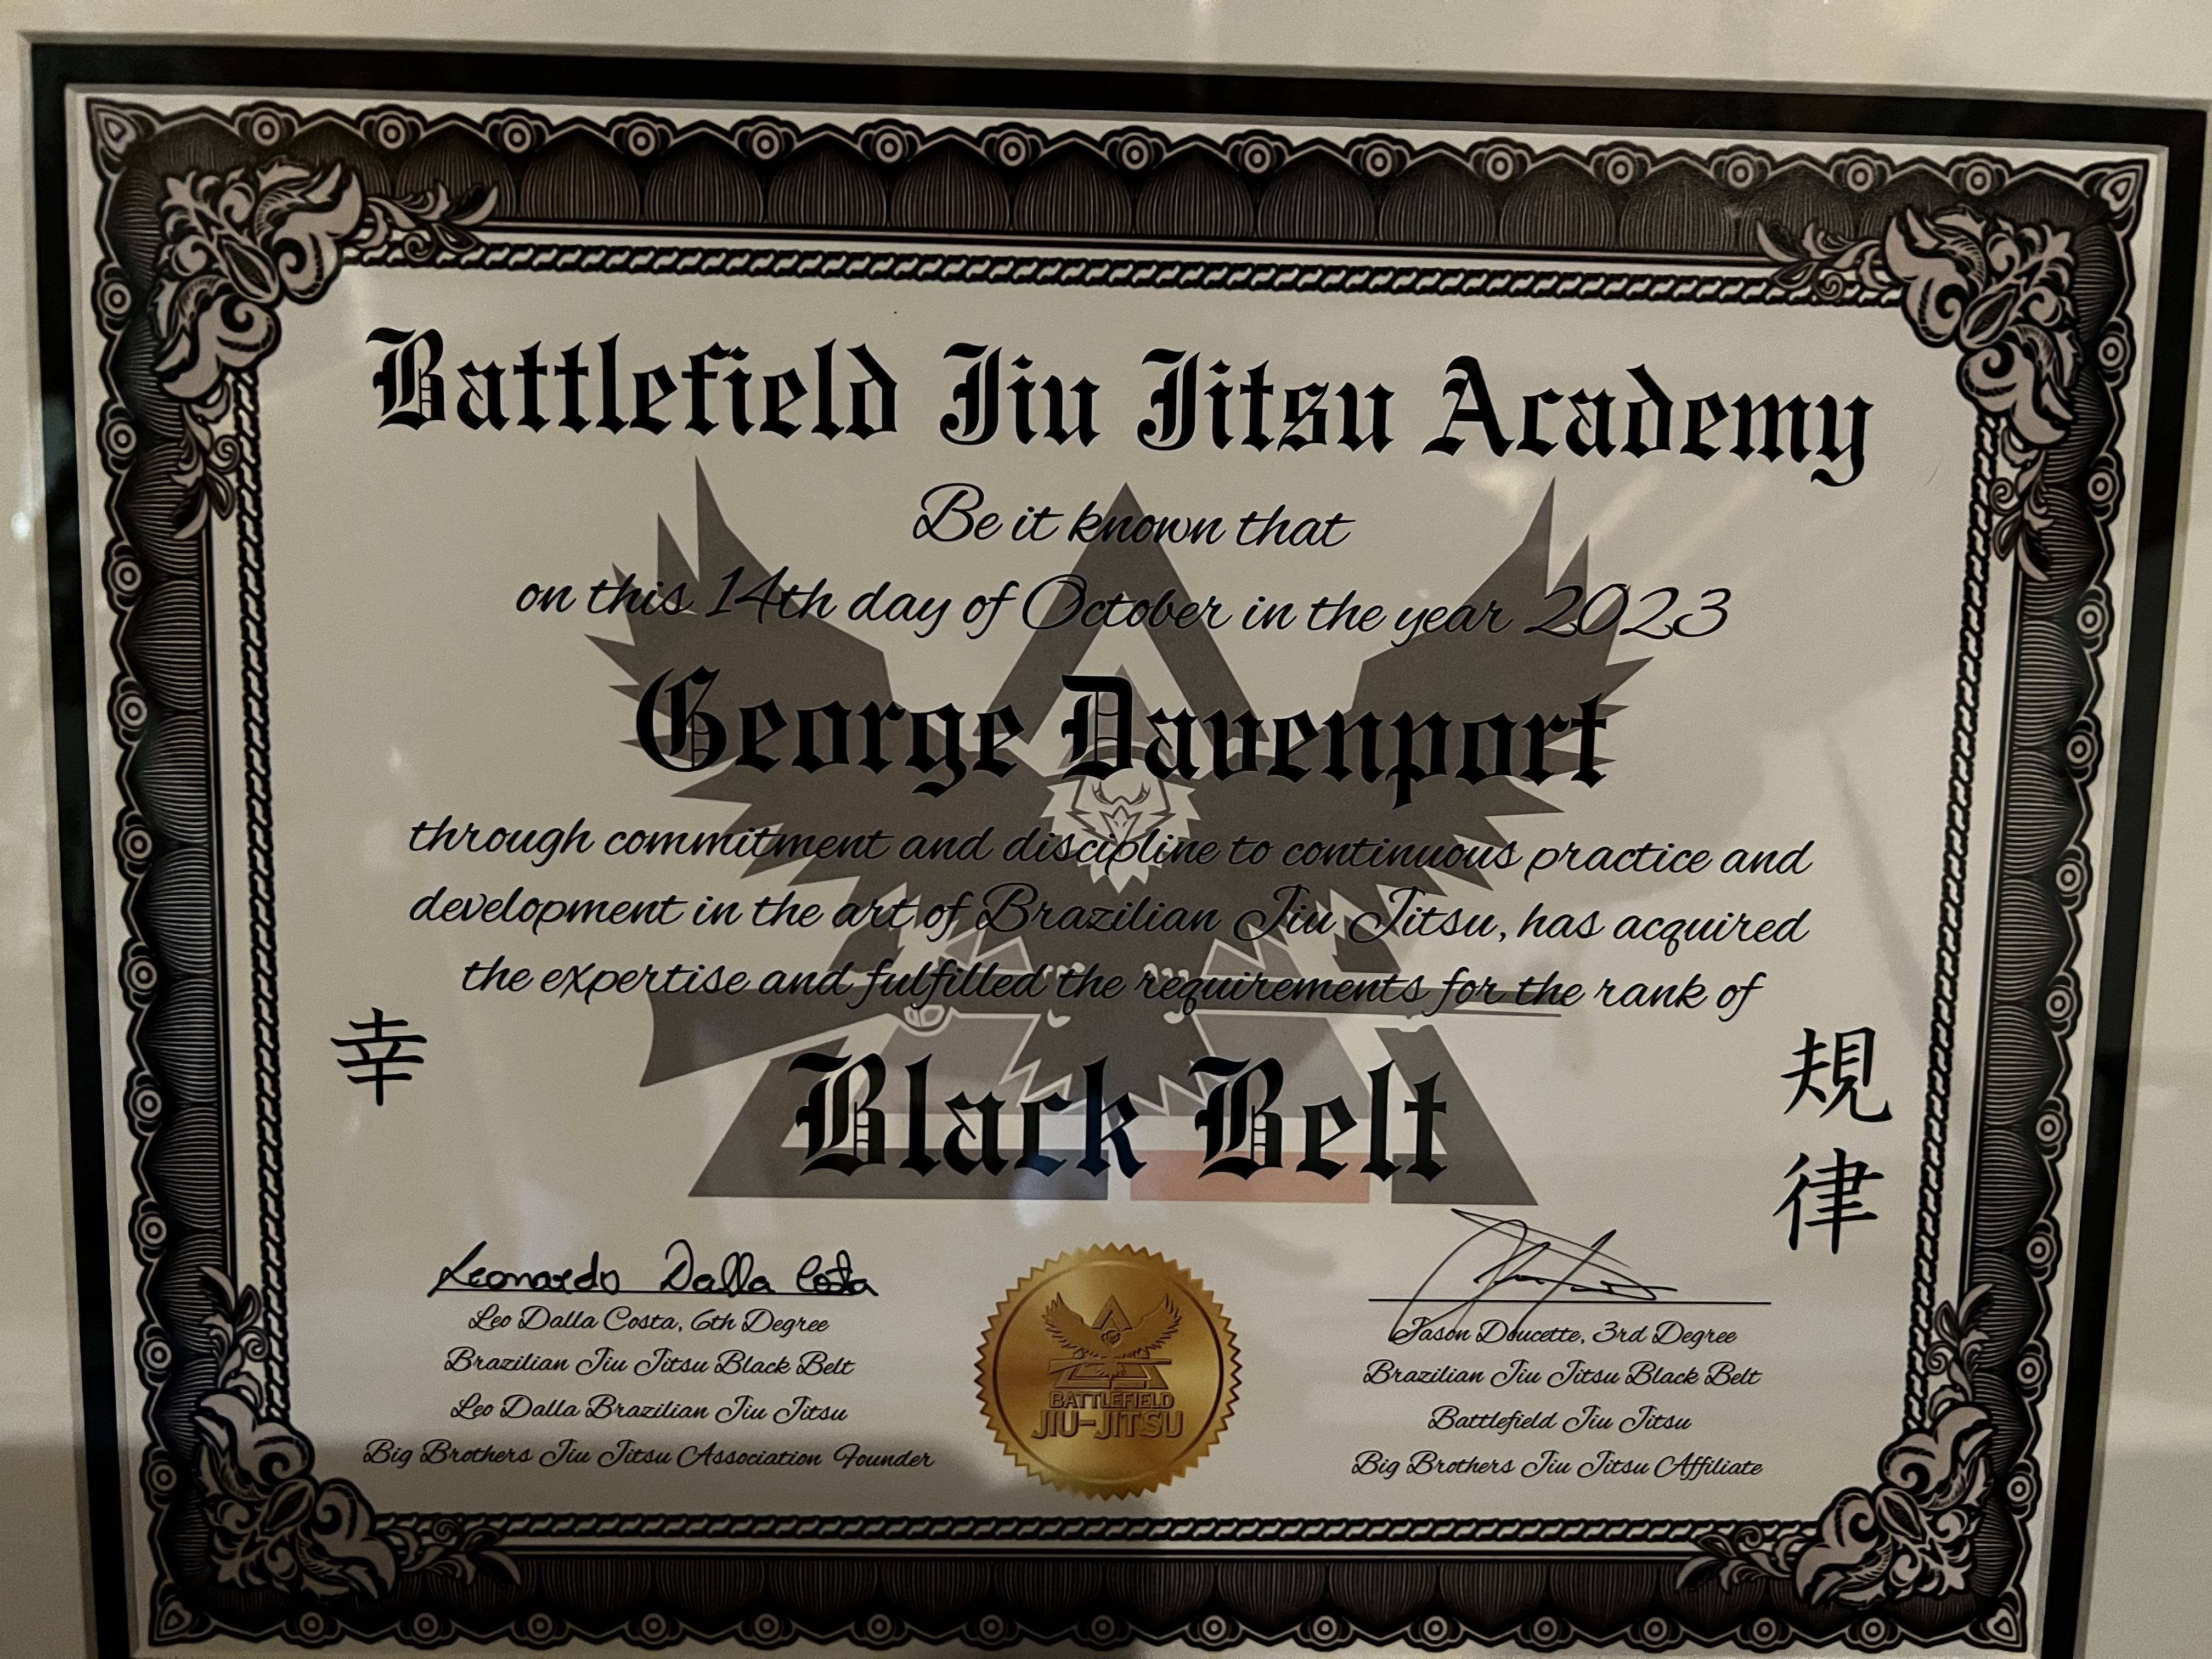 Battlefield Jiu Jitsu Academy
Be it known that
on this 14th day of October in the year 2023
George Davenport
through commitment and discipline to continuous practice and
development in the art of Brazilian Jiu Jitsu, has acquired
the expertise and fulfilled the requirements for the rank of
Black Belt
幸
規
律
Leonardo Dalla Costa
Leo Dalla Costa, 6th Degree
Brazilian Jiu Jitsu Black Belt
Leo Dalla Brazilian Jiu Jitsu
Big Brothers Jiu Jitsu Association Founder
BATTLEFIELD
JIU-JITSU
Jason Doucette, 3rd Degree
Brazilian Jiu Jitsu Black Belt
Battlefield Jiu Jitsu
Big Brothers Jiu Jitsu Affiliate